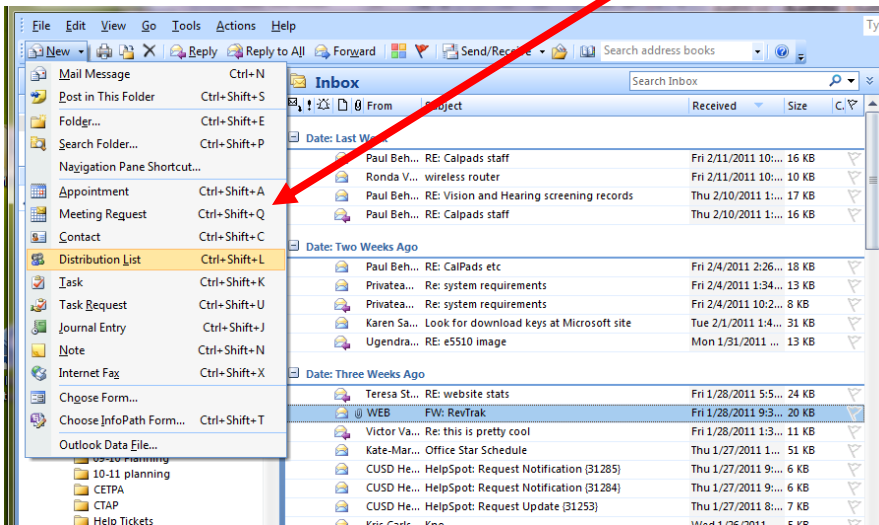 File Edit View Go Tools Actions Help
Ty
New Reply Reply to All Forward Send/Receive Search address books
Mail Message Ctrl+N
Post in This Folder Ctrl+Shift+S
Folder... Ctrl+Shift+E
Search Folder... Ctrl+Shift+P
Navigation Pane Shortcut...
Appointment Ctrl+Shift+A
Meeting Request Ctrl+Shift+Q
Contact Ctrl+Shift+C
Distribution List Ctrl+Shift+L
Task Ctrl+Shift+K
Task Request Ctrl+Shift+U
Journal Entry Ctrl+Shift+J
Note Ctrl+Shift+N
Internet Fax Ctrl+Shift+X
Choose Form...
Choose InfoPath Form... Ctrl+Shift+T
Outlook Data File...
09-10 Planning
10-11 planning
CETPA
CTAP
Help Tickets
Inbox Search Inbox
From Subject Received Size C.
Date: Last Week
Paul Beh... RE: Calpads staff Fri 2/11/2011 10:... 16 KB
Ronda V... wireless router Fri 2/11/2011 10:... 10 KB
Paul Beh... RE: Vision and Hearing screening records Thu 2/10/2011 1:... 17 KB
Paul Beh... RE: Calpads staff Thu 2/10/2011 1:... 16 KB
Date: Two Weeks Ago
Paul Beh... RE: CalPads etc Fri 2/4/2011 2:26... 18 KB
Privatea... Re: system requirements Fri 2/4/2011 1:34... 13 KB
Privatea... Re: system requirements Fri 2/4/2011 10:2... 8 KB
Karen Sa... Look for download keys at Microsoft site Tue 2/1/2011 1:4... 31 KB
Ugendra... RE: e5510 image Mon 1/31/2011 ... 13 KB
Date: Three Weeks Ago
Teresa St... RE: website stats Fri 1/28/2011 5:5... 24 KB
WEB FW: RevTrak Fri 1/28/2011 9:3... 20 KB
Victor Va... Re: this is pretty cool Fri 1/28/2011 1:3... 11 KB
Kate-Mar... Office Star Schedule Thu 1/27/2011 1... 51 KB
CUSD He... HelpSpot: Request Notification {31285} Thu 1/27/2011 9:... 6 KB
CUSD He... HelpSpot: Request Notification {31284} Thu 1/27/2011 9:... 6 KB
CUSD He... HelpSpot: Request Update {31253} Thu 1/27/2011 8:... 7 KB
Kris Carls... Kno... Wed 1/26/2011 ... 5 KB